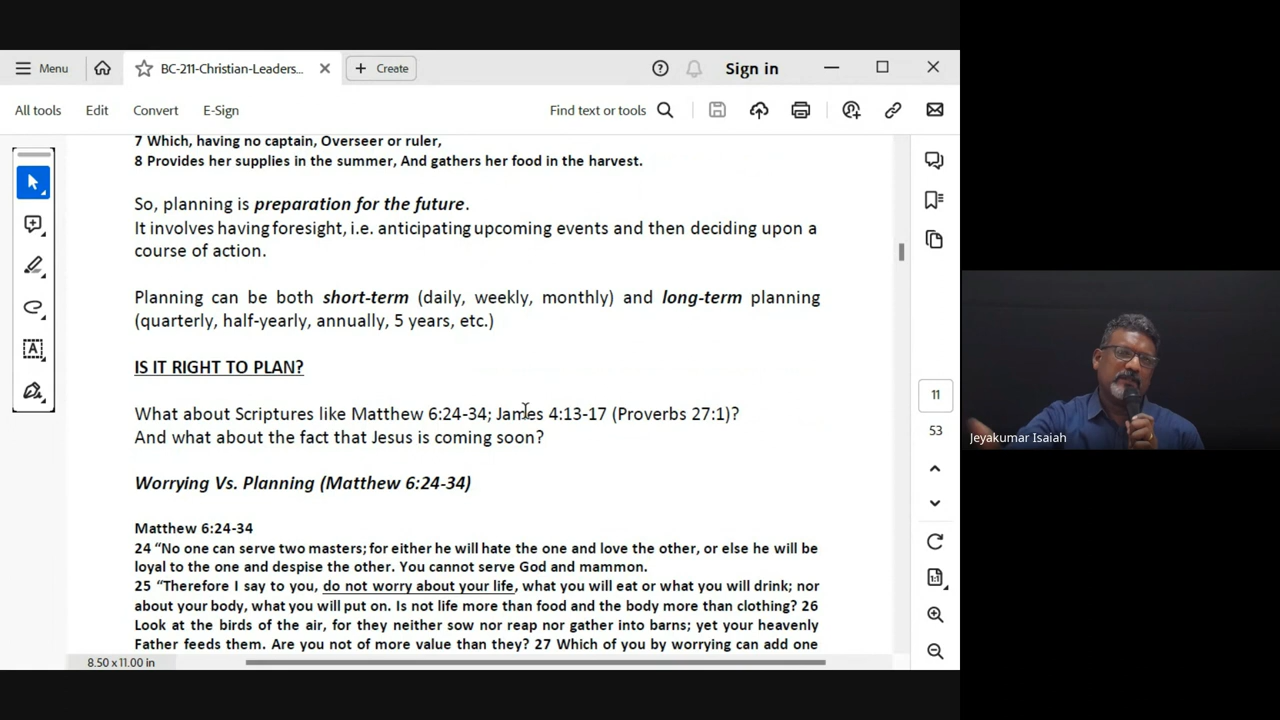 Menu
BC-211-Christian-Leaders...
Create
Sign in
All tools
Edit
Convert
E-Sign
Find text or tools
7 Which, having no captain, Overseer or ruler,
8 Provides her supplies in the summer, And gathers her food in the harvest.
So, planning is preparation for the future.
It involves having foresight, i.e. anticipating upcoming events and then deciding upon a
course of action.
Planning can be both short-term (daily, weekly, monthly) and long-term planning
(quarterly, half-yearly, annually, 5 years, etc.)
IS IT RIGHT TO PLAN?
What about Scriptures like Matthew 6:24-34; James 4:13-17 (Proverbs 27:1)?
And what about the fact that Jesus is coming soon?
Worrying Vs. Planning (Matthew 6:24-34)
Matthew 6:24-34
24 “No one can serve two masters; for either he will hate the one and love the other, or else he will be
loyal to the one and despise the other. You cannot serve God and mammon.
25 “Therefore I say to you, do not worry about your life, what you will eat or what you will drink; nor
about your body, what you will put on. Is not life more than food and the body more than clothing? 26
Look at the birds of the air, for they neither sow nor reap nor gather into barns; yet your heavenly
Father feeds them. Are you not of more value than they? 27 Which of you by worrying can add one
8.50 x 11.00 in
11
53
1:1
Jeyakumar Isaiah